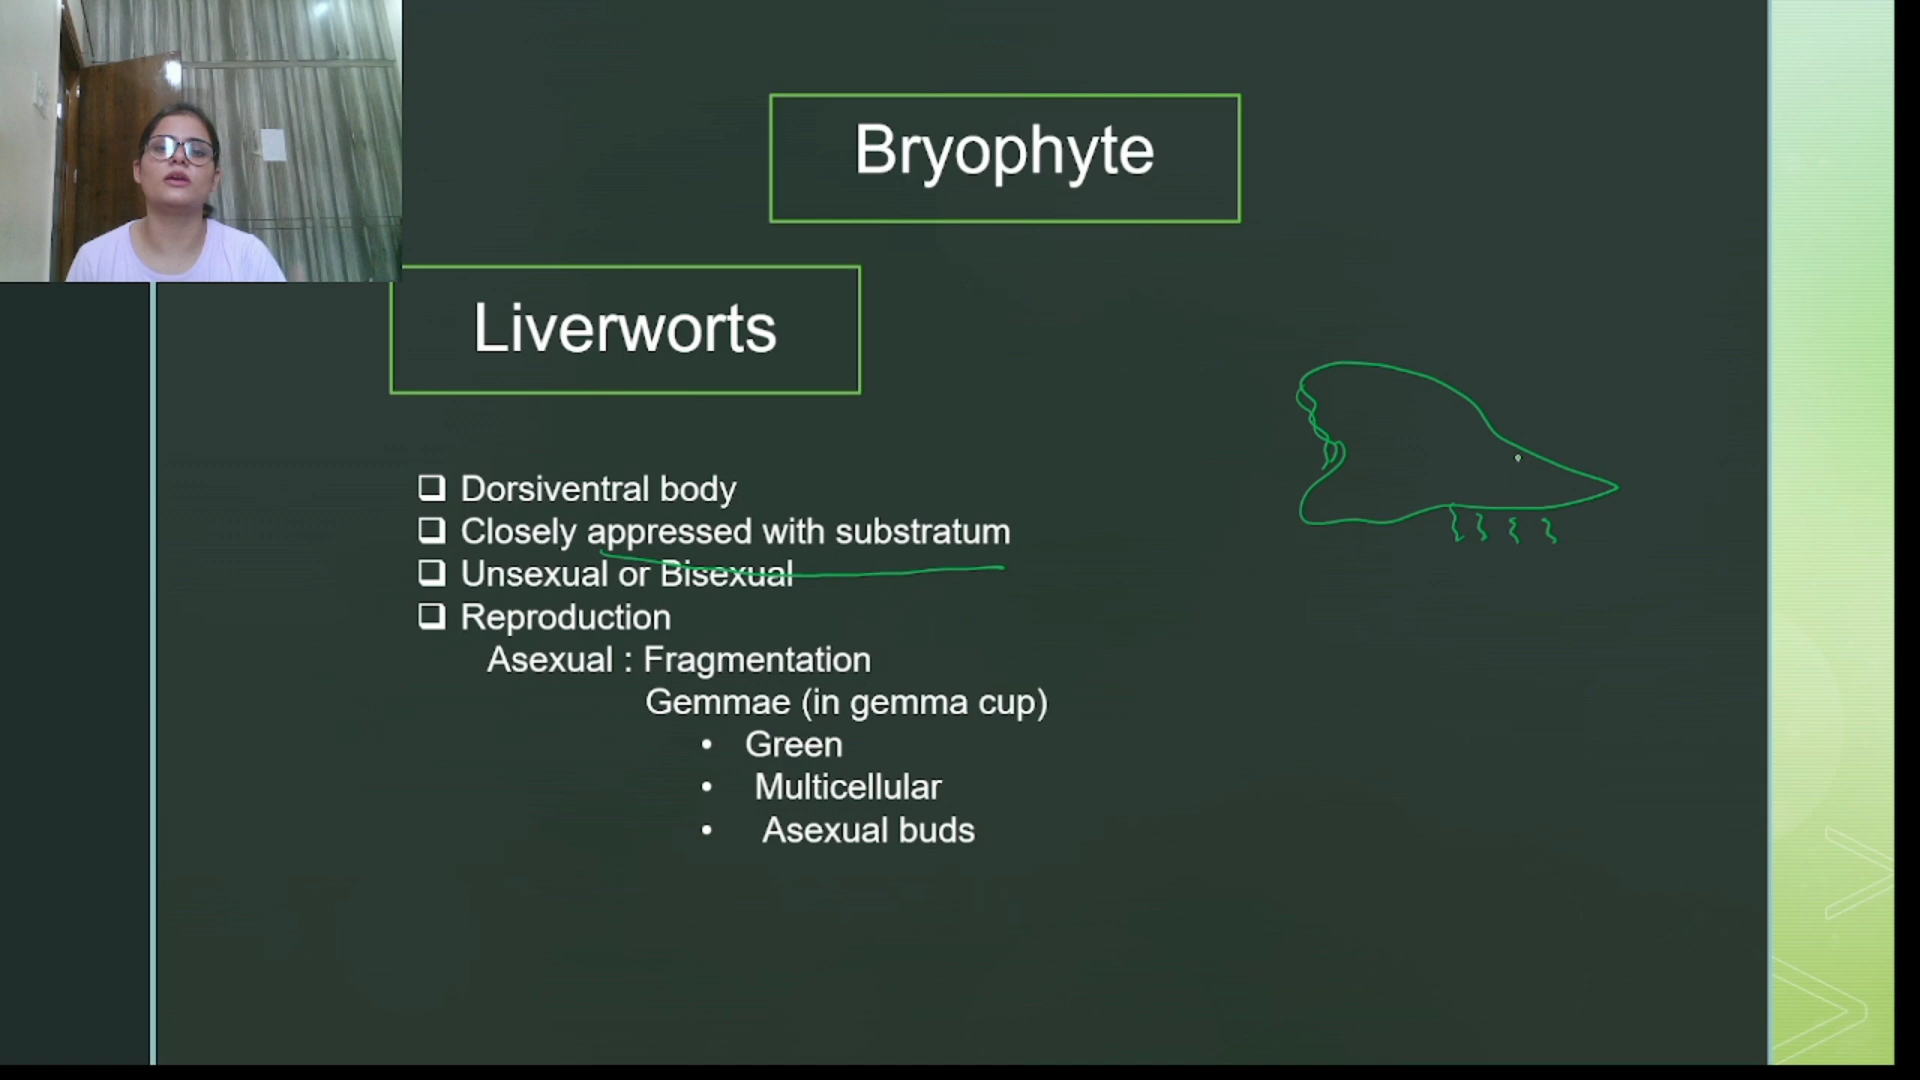 Bryophyte
Liverworts
❑ Dorsiventral body
❑ Closely appressed with substratum
❑ Unsexual or Bisexual
❑ Reproduction
Asexual : Fragmentation
Gemmae (in gemma cup)
• Green
• Multicellular
• Asexual buds